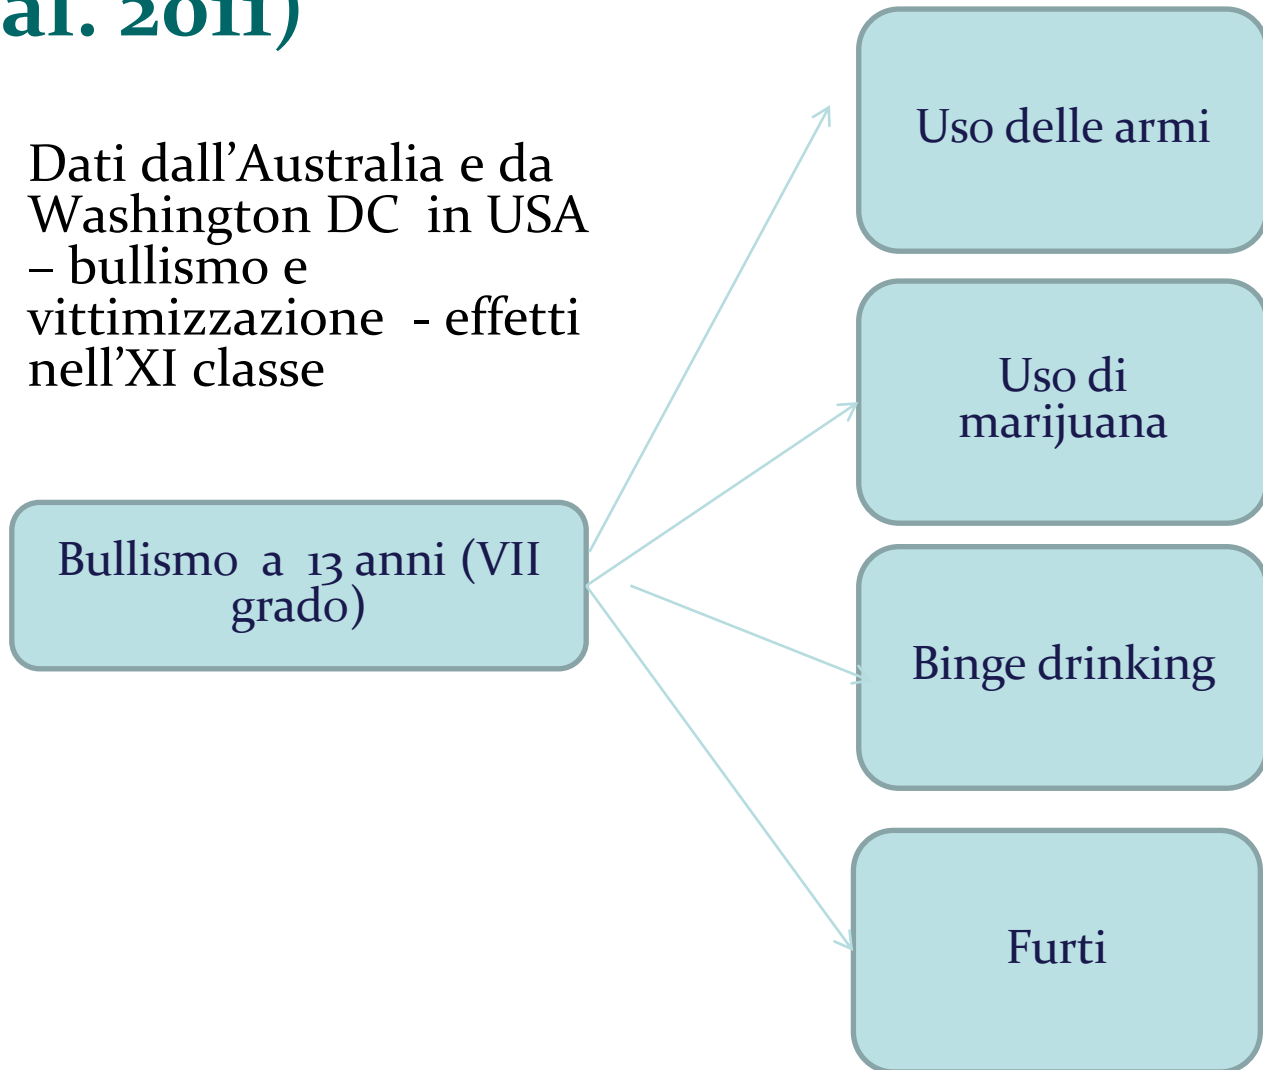 al. 2011)
Dati dall’Australia e da
Washington DC in USA
– bullismo e
vittimizzazione - effetti
nell’XI classe
Bullismo a 13 anni (VII
grado)
Uso delle armi
Uso di
marijuana
Binge drinking
Furti